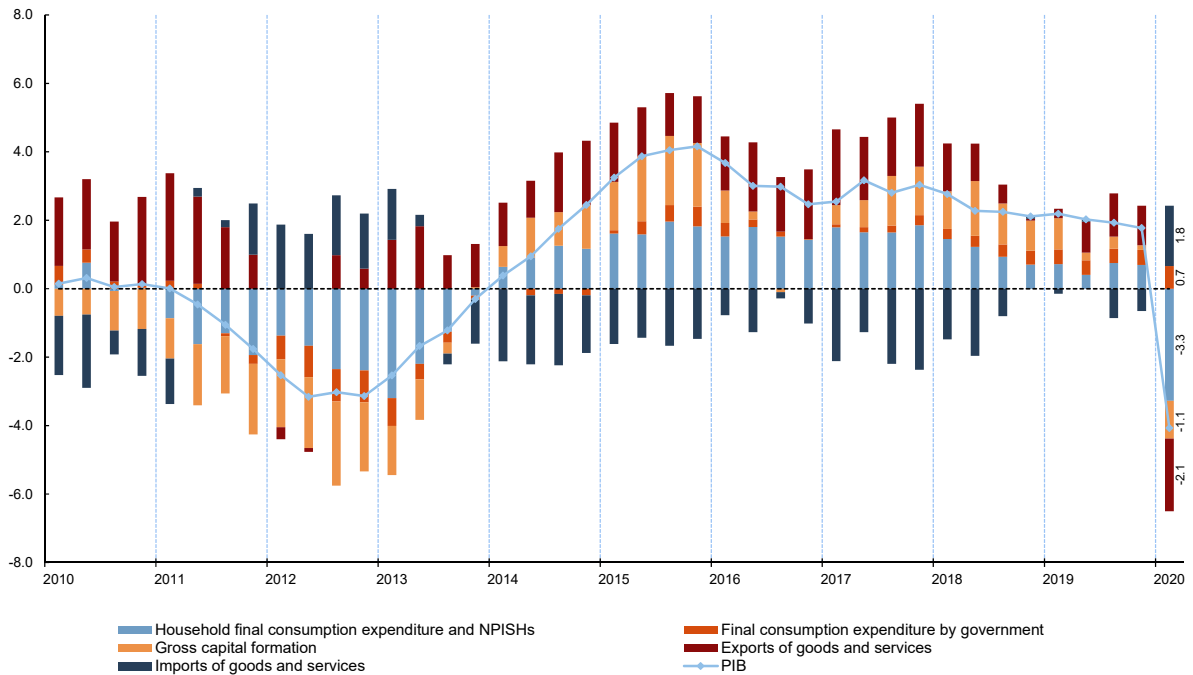 8.0
6.0
4.0
2.0
0.0
-2.0
-4.0
-6.0
-8.0
1.8
0.7
-3.3
-1.1
-2.1
2010 2011 2012 2013 2014 2015 2016 2017 2018 2019 2020
Household final consumption expenditure and NPISHs
Final consumption expenditure by government
Gross capital formation
Exports of goods and services
Imports of goods and services
PIB